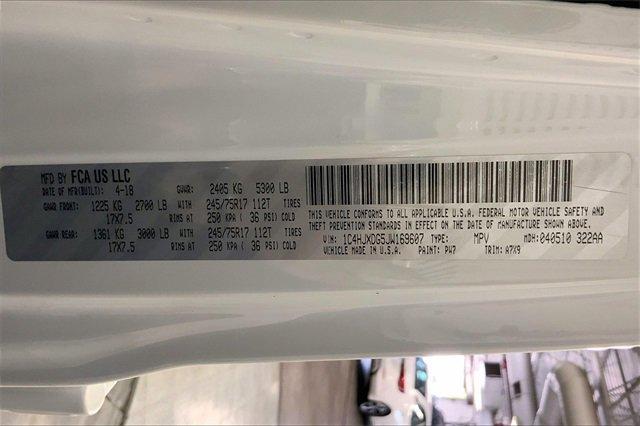 MFD BY FCA US LLC
DATE OF MFR(BUILT): 4-18 GVWR: 2405 KG 5300 LB
GAWR FRONT: 1225 KG 2700 LB WITH 245/75R17 112T TIRES
17X7.5 RIMS AT 250 KPA ( 36 PSI) COLD
GAWR REAR: 1361 KG 3000 LB WITH 245/75R17 112T TIRES
17X7.5 RIMS AT 250 KPA ( 36 PSI) COLD
THIS VEHICLE CONFORMS TO ALL APPLICABLE U.S.A. FEDERAL MOTOR VEHICLE SAFETY AND
THEFT PREVENTION STANDARDS IN EFFECT ON THE DATE OF MANUFACTURE SHOWN ABOVE.
VIN: 1C4HJXDG5JW169607 TYPE: MPV MDH: 040510 322AA
VEHICLE MADE IN U.S.A. PAINT: PW7 TRIM: A7X9